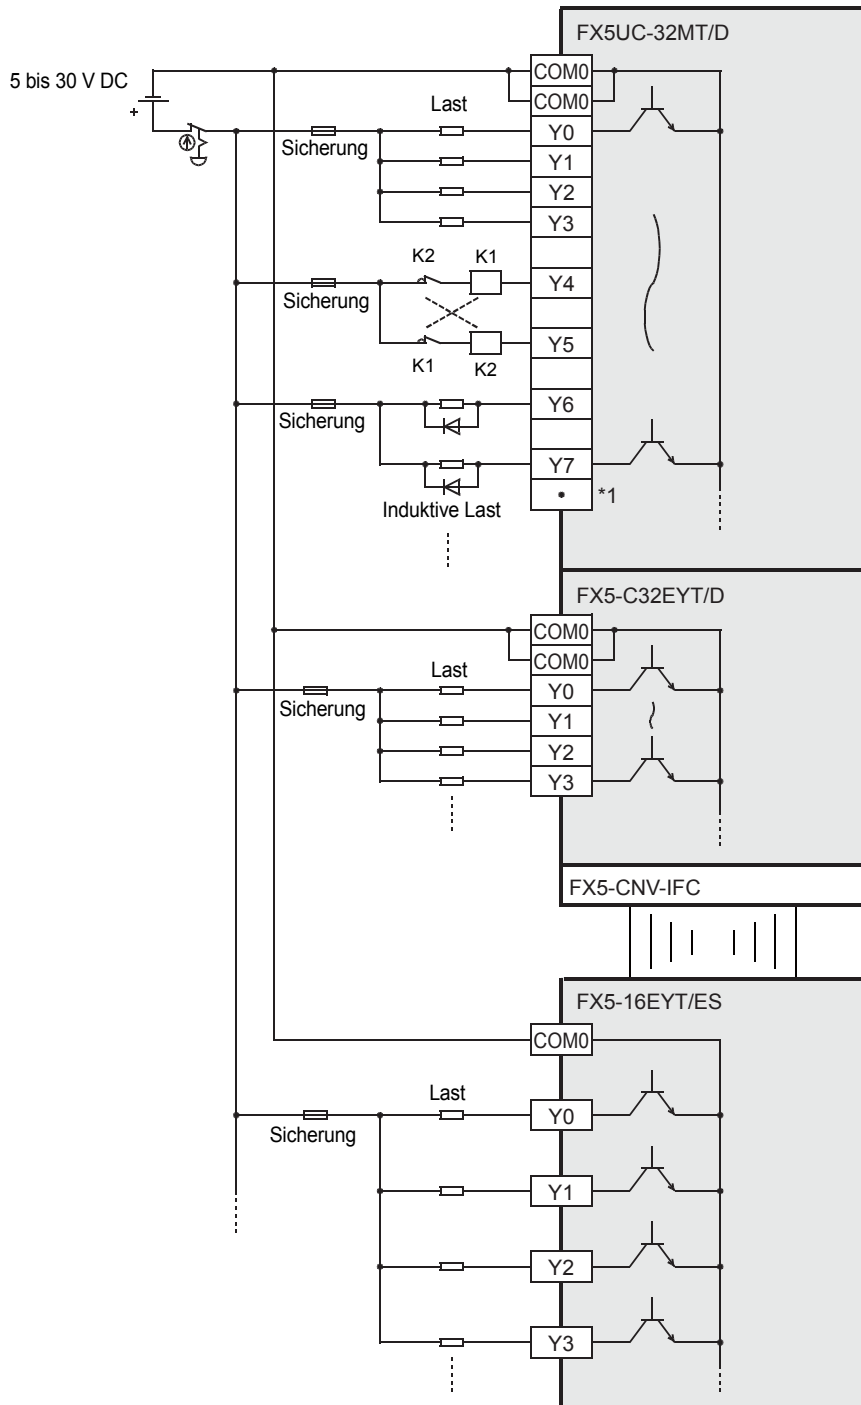 FX5UC-32MT/D
5 bis 30 V DC
+
COM0
COM0
Last
Y0
Sicherung
Y1
Y2
Y3
K2 K1
Y4
Sicherung
Y5
K1 K2
Y6
Sicherung
Y7
• *1
Induktive Last
FX5-C32EYT/D
COM0
COM0
Last
Y0
Sicherung
Y1
Y2
Y3
FX5-CNV-IFC
FX5-16EYT/ES
COM0
Last
Y0
Sicherung
Y1
Y2
Y3